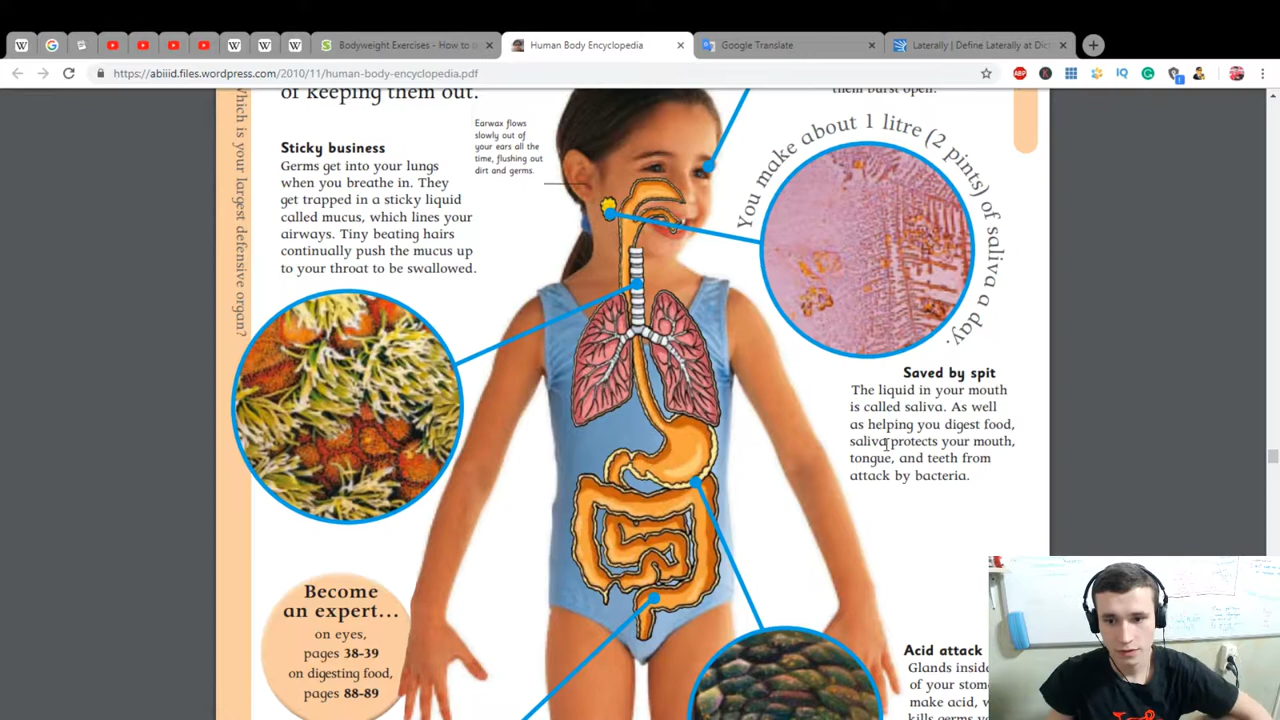 Bodyweight Exercises - How to
Human Body Encyclopedia
Google Translate
Laterally | Define Laterally at Dict
https://abiiid.files.wordpress.com/2010/11/human-body-encyclopedia.pdf
of keeping them out.
them burst open.
Which is your largest defensive organ?
Sticky business
Germs get into your lungs
when you breathe in. They
get trapped in a sticky liquid
called mucus, which lines your
airways. Tiny beating hairs
continually push the mucus up
to your throat to be swallowed.
Earwax flows
slowly out of
your ears all the
time, flushing out
dirt and germs.
You make about 1 litre (2 pints) of saliva a day.
Saved by spit
The liquid in your mouth
is called saliva. As well
as helping you digest food,
saliva protects your mouth,
tongue, and teeth from
attack by bacteria.
Become
an expert...
on eyes,
pages 38-39
on digesting food,
pages 88-89
Acid attack
Glands inside
of your stom
make acid, w
kills germs